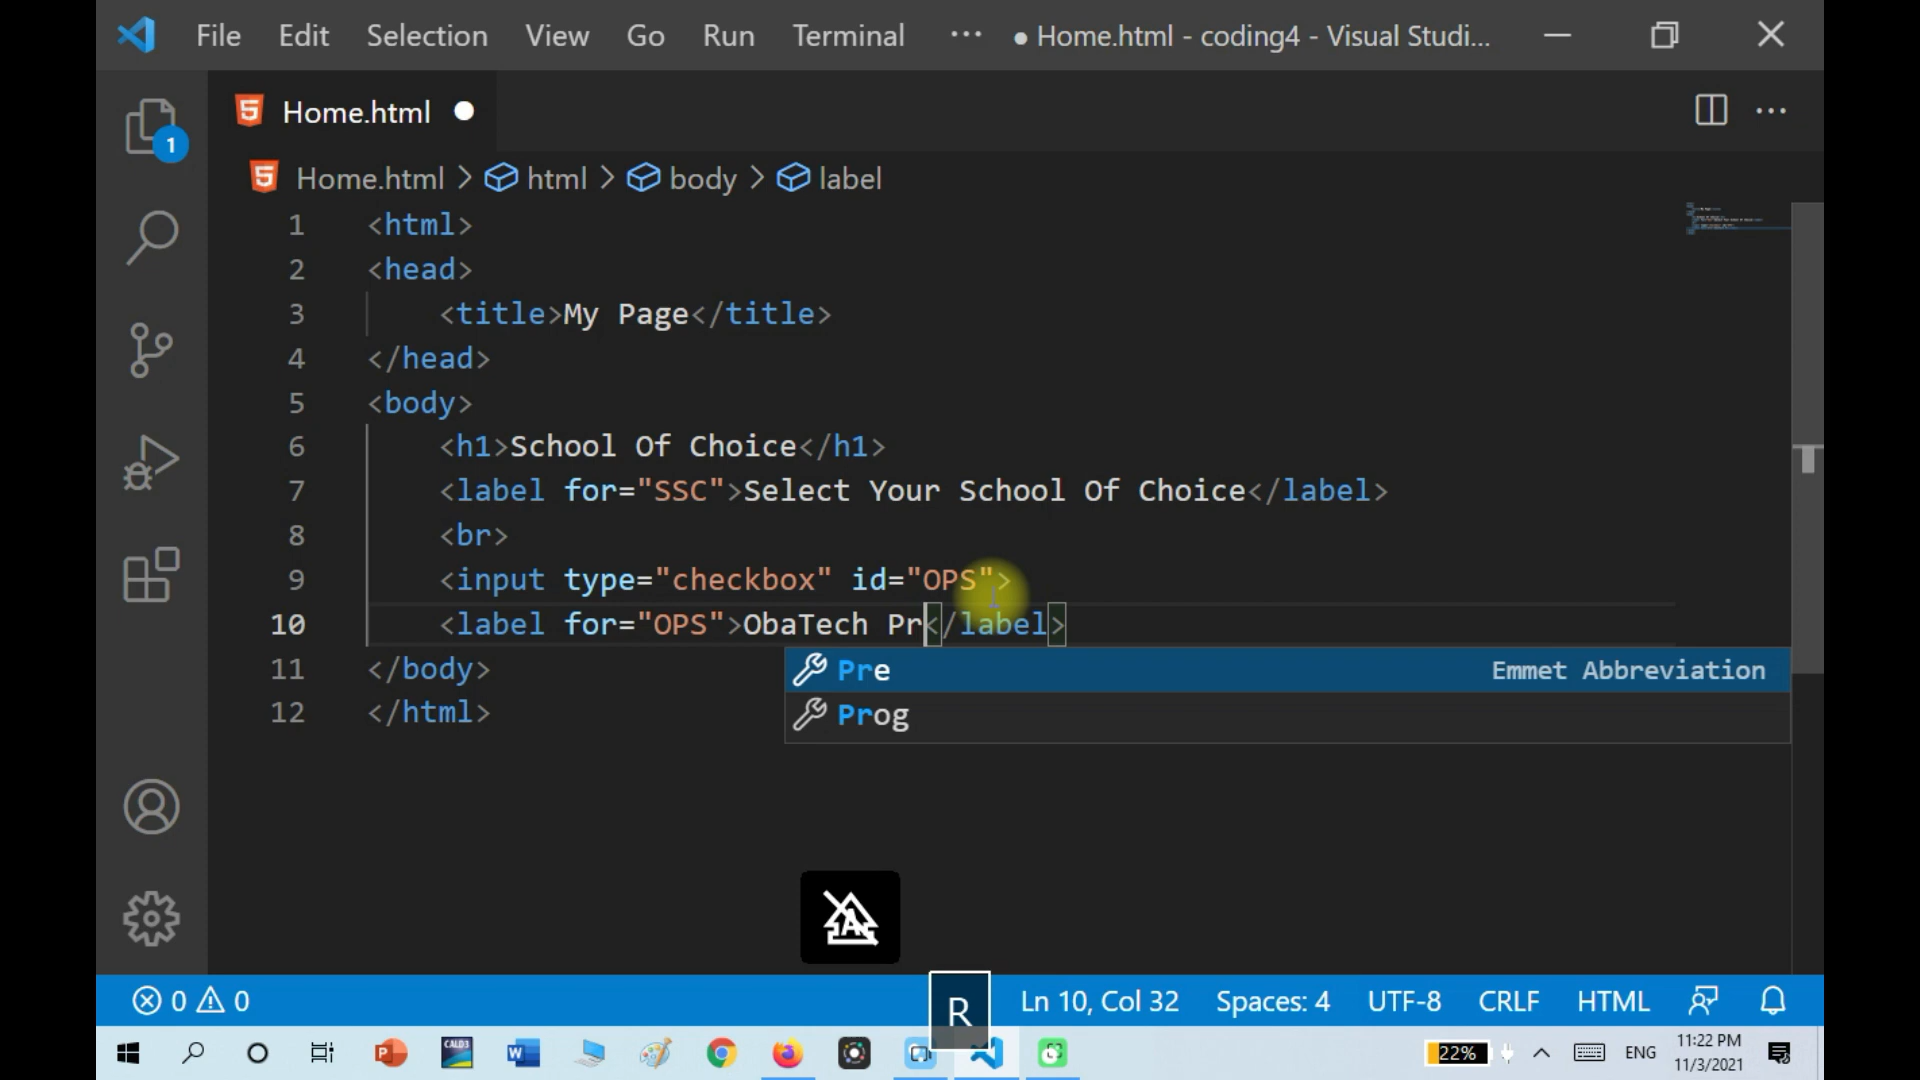 File Edit Selection View Go Run Terminal ··· ● Home.html - coding4 - Visual Studi...
Home.html ●
1
Home.html > html > body > label
1 <html>
2 <head>
3 <title>My Page</title>
4 </head>
5 <body>
6 <h1>School Of Choice</h1>
7 <label for="SSC">Select Your School Of Choice</label>
8 <br>
9 <input type="checkbox" id="OPS">
10 <label for="OPS">ObaTech Pr</label>
Pre Emmet Abbreviation
Prog
11 </body>
12 </html>
A
R
0 0 Ln 10, Col 32 Spaces: 4 UTF-8 CRLF HTML
CALD3
22% ENG 11:22 PM
11/3/2021